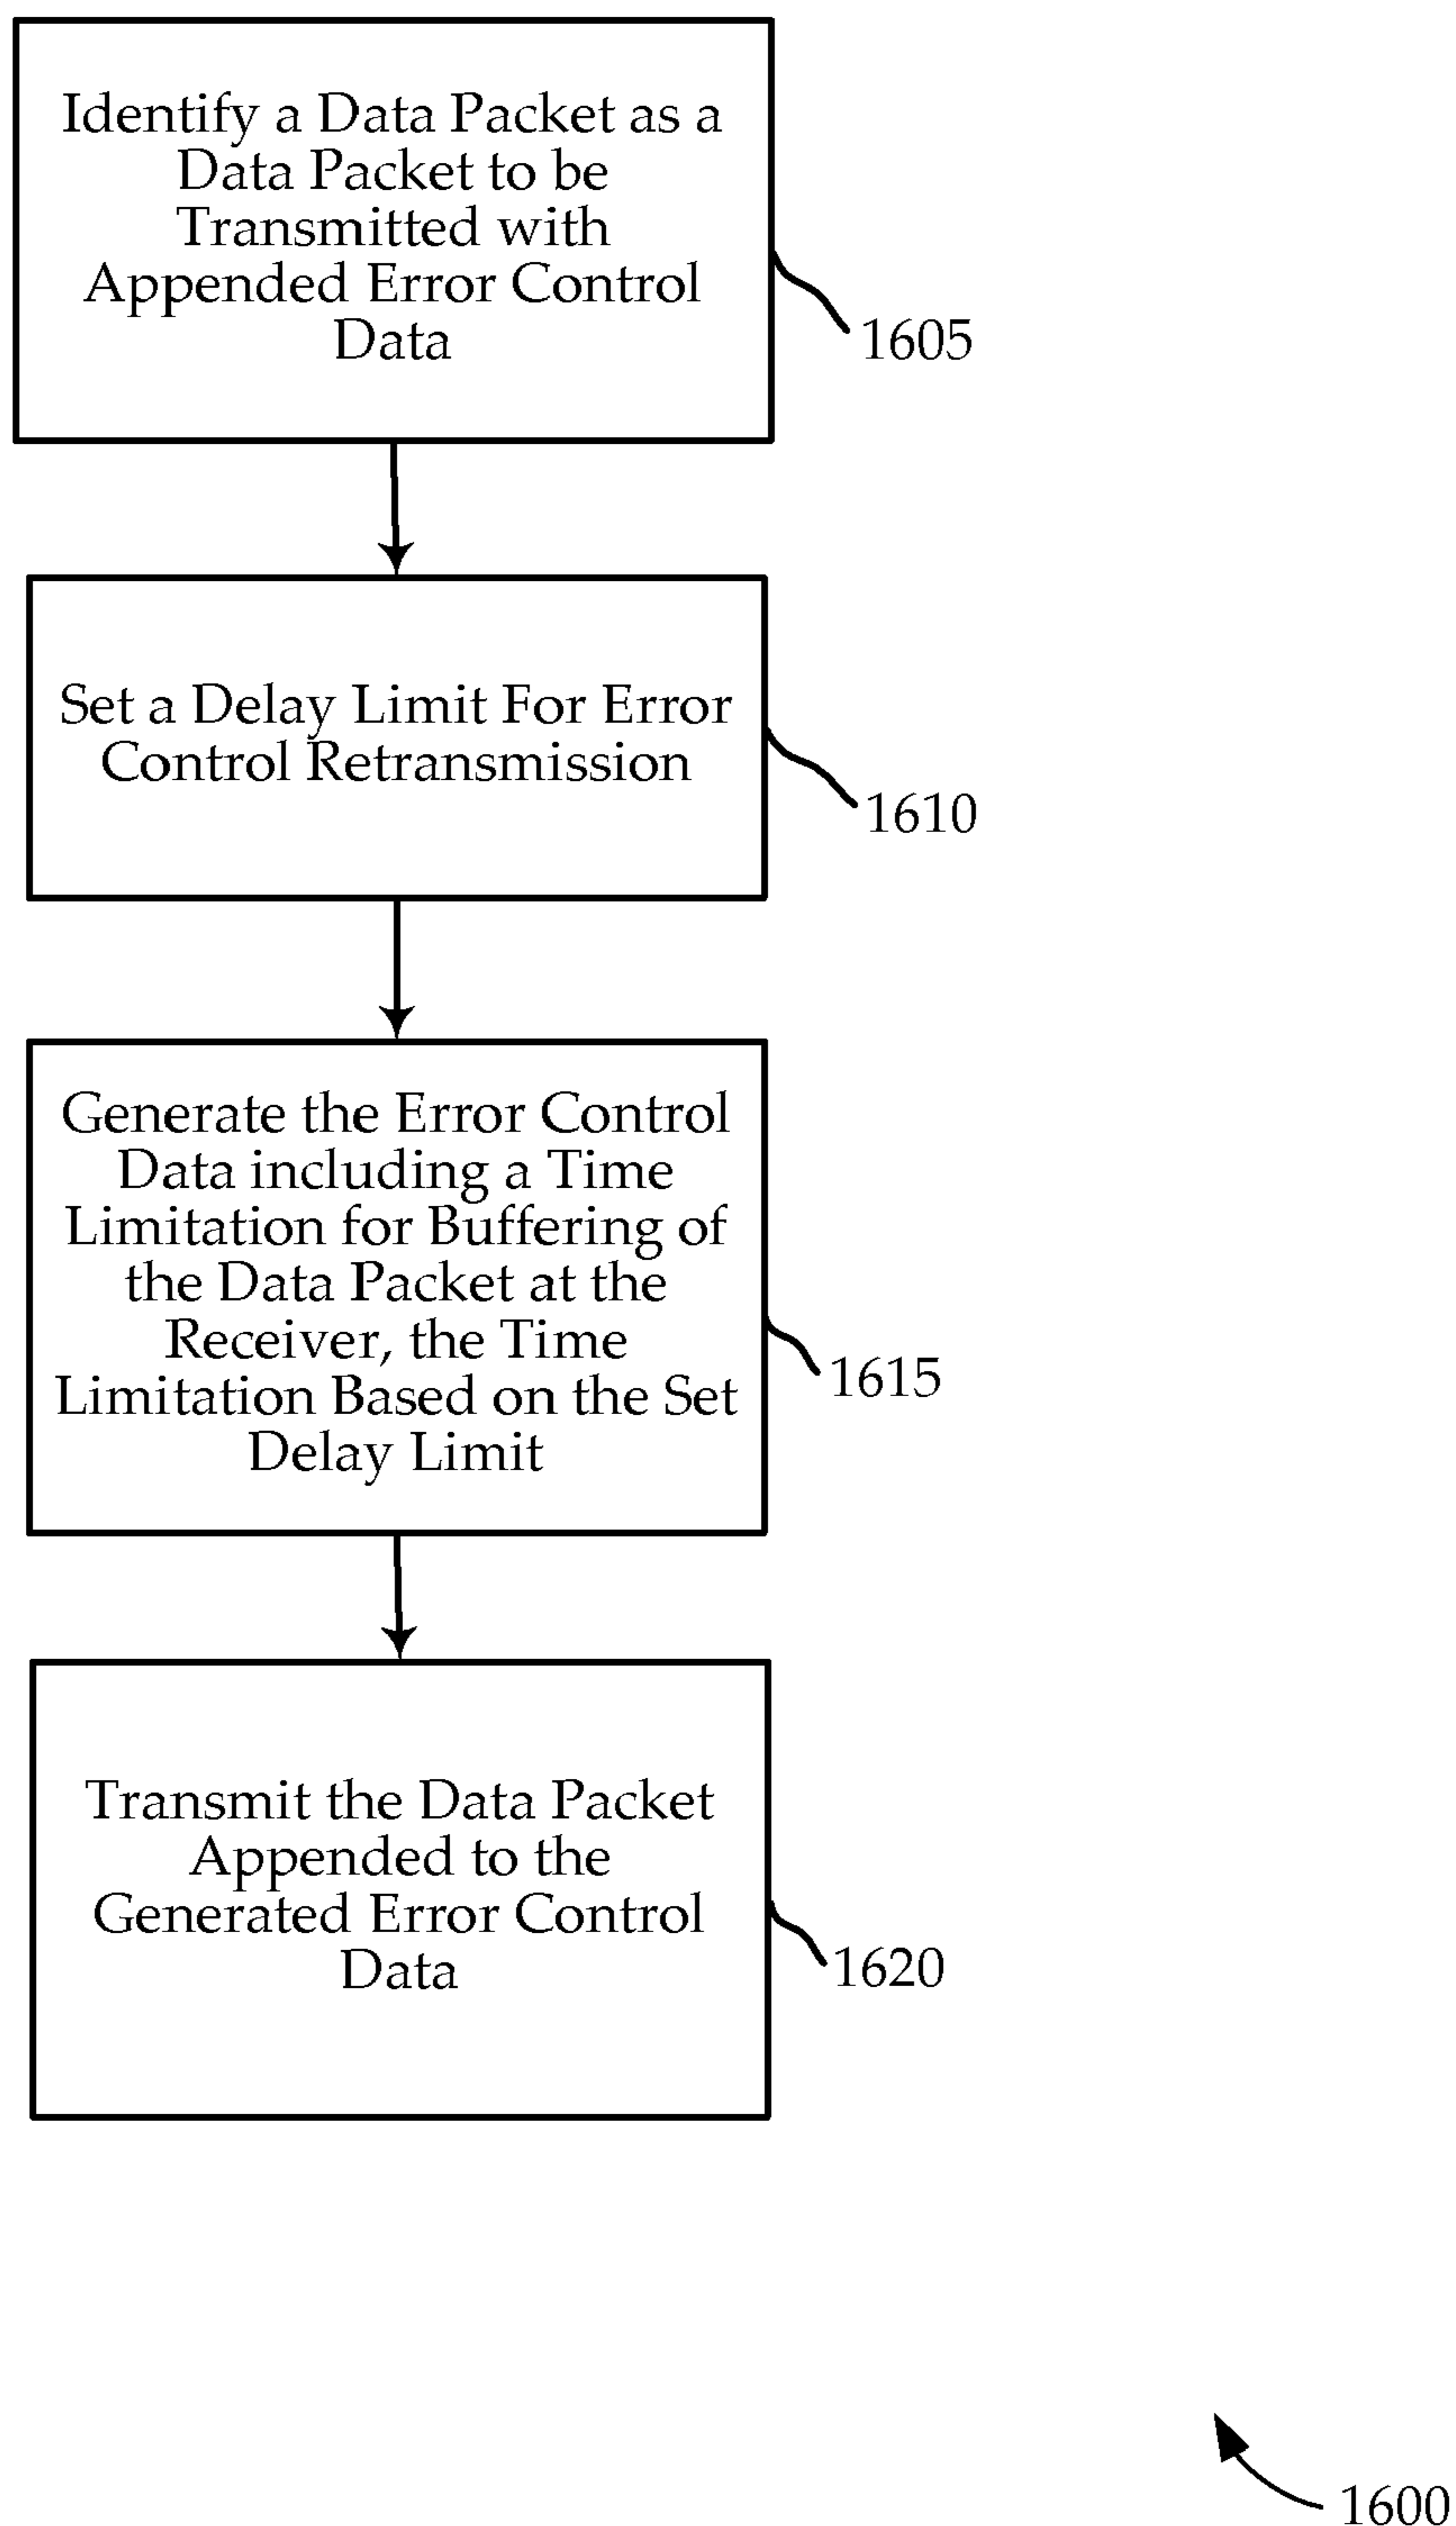 Identify a Data Packet as a
Data Packet to be
Transmitted with
Appended Error Control
Data
1605
Set a Delay Limit For Error
Control Retransmission
1610
Generate the Error Control
Data including a Time
Limitation for Buffering of
the Data Packet at the
Receiver, the Time
Limitation Based on the Set
Delay Limit
1615
Transmit the Data Packet
Appended to the
Generated Error Control
Data
1620
1600